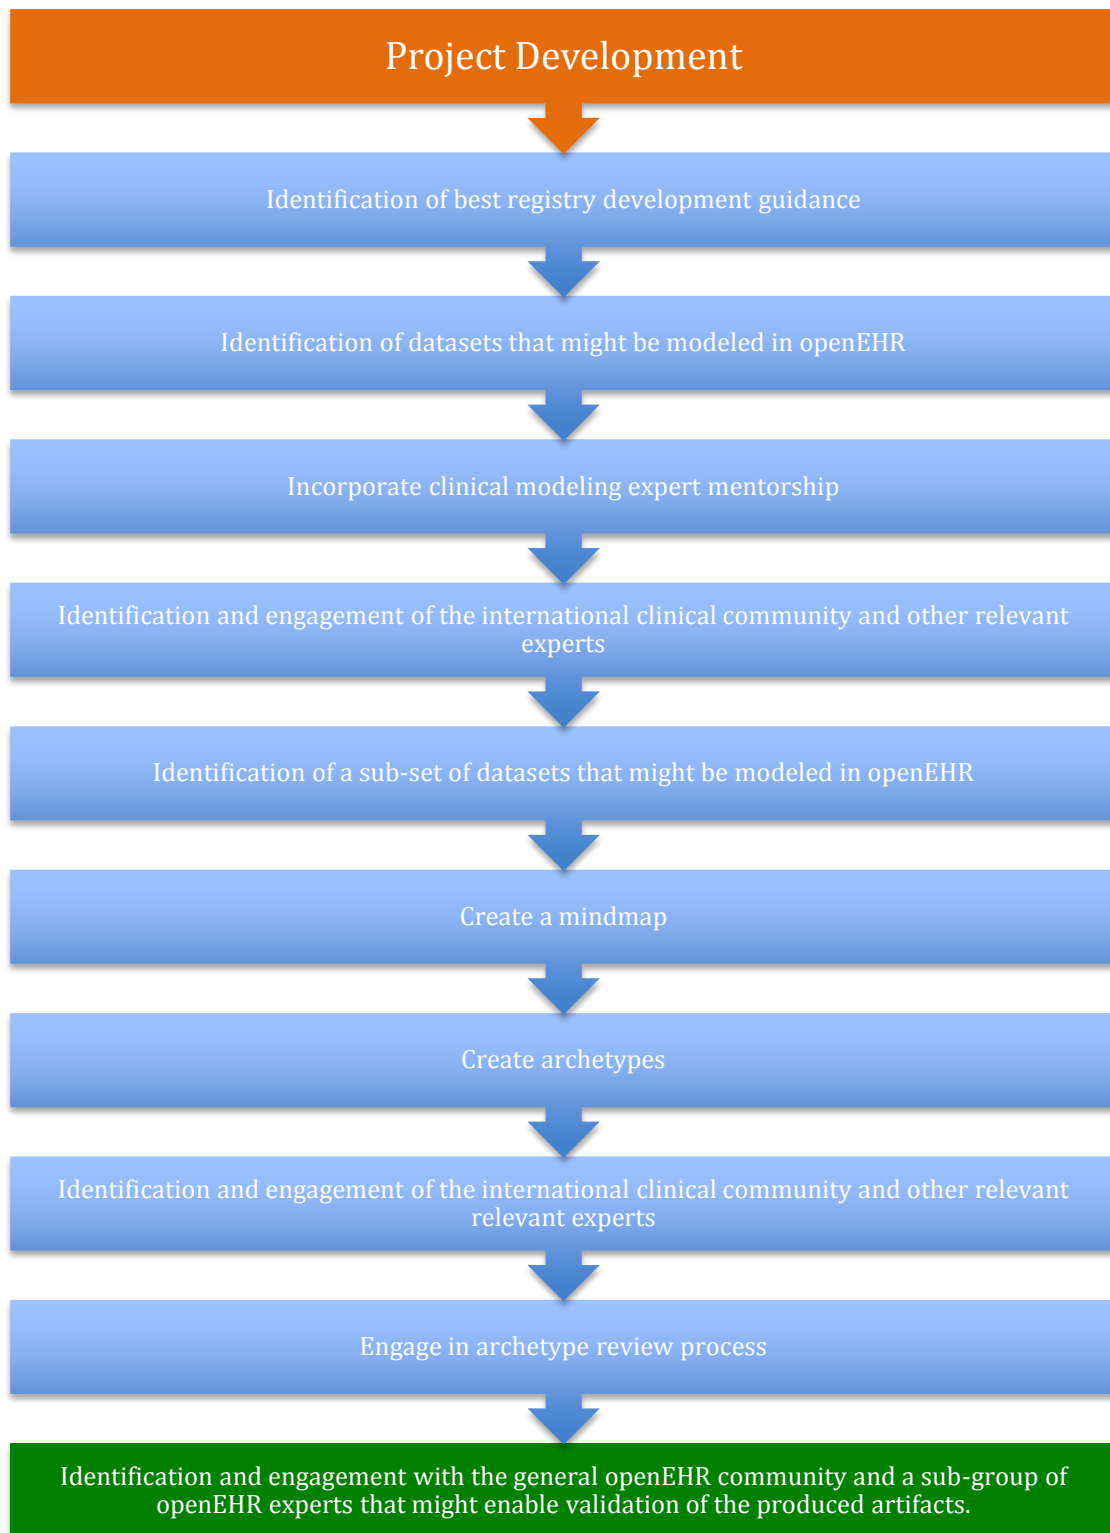 Project Development
Identification of best registry development guidance
Identification of datasets that might be modeled in openEHR
Incorporate clinical modeling expert mentorship
Identification and engagement of the international clinical community and other relevant
experts
Identification of a sub-set of datasets that might be modeled in openEHR
Create a mindmap
Create archetypes
Identification and engagement of the international clinical community and other relevant
relevant experts
Engage in archetype review process
Identification and engagement with the general openEHR community and a sub-group of
openEHR experts that might enable validation of the produced artifacts.